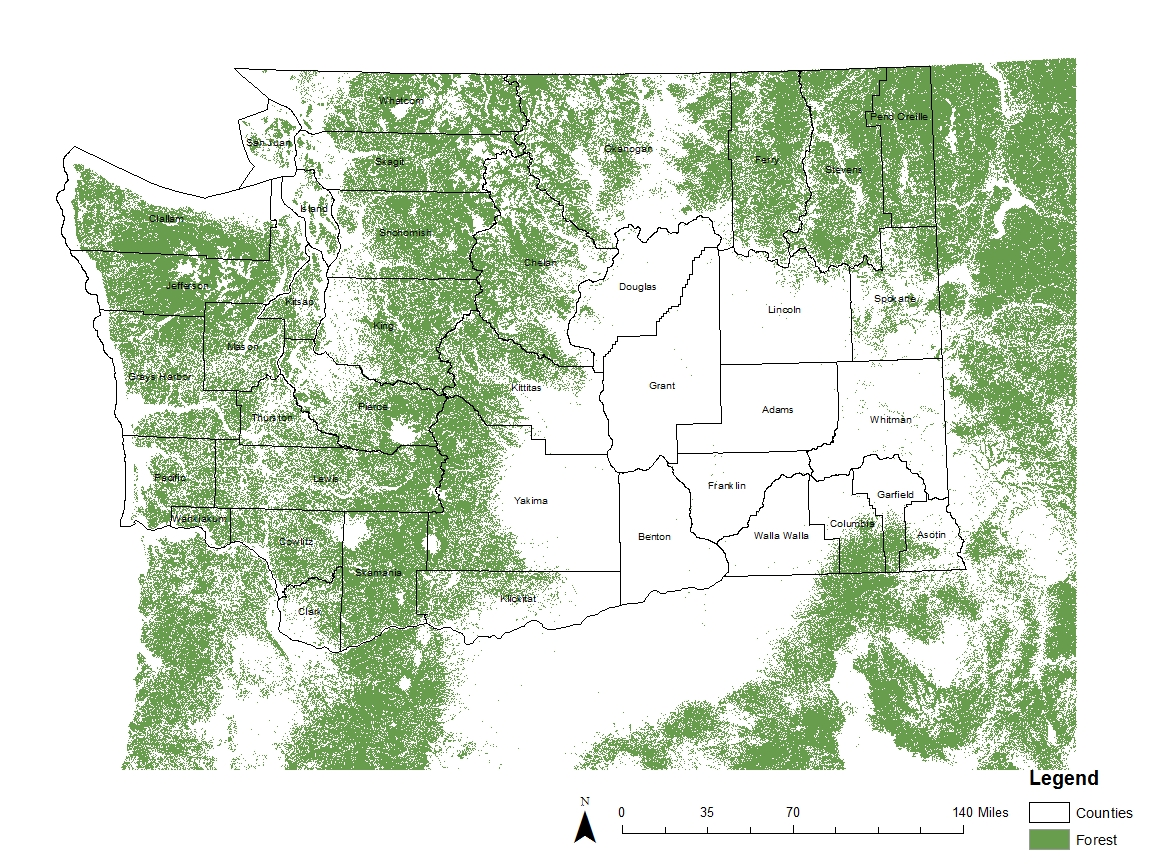 Whatcom
Pend Oreille
San Juan
Okanogan
Skagit
Ferry
Stevens
Island
Clallam
Snohomish
Chelan
Jefferson
Douglas
Kitsap
Spokane
Lincoln
King
Mason
Grays Harbor
Kittitas
Grant
Pierce
Adams
Thurston
Whitman
Pacific
Lewis
Franklin
Garfield
Yakima
Wahkiakum
Columbia
Benton
Walla Walla
Asotin
Cowlitz
Skamania
Klickitat
Clark
Legend
Counties
Forest
N
0 35 70 140 Miles